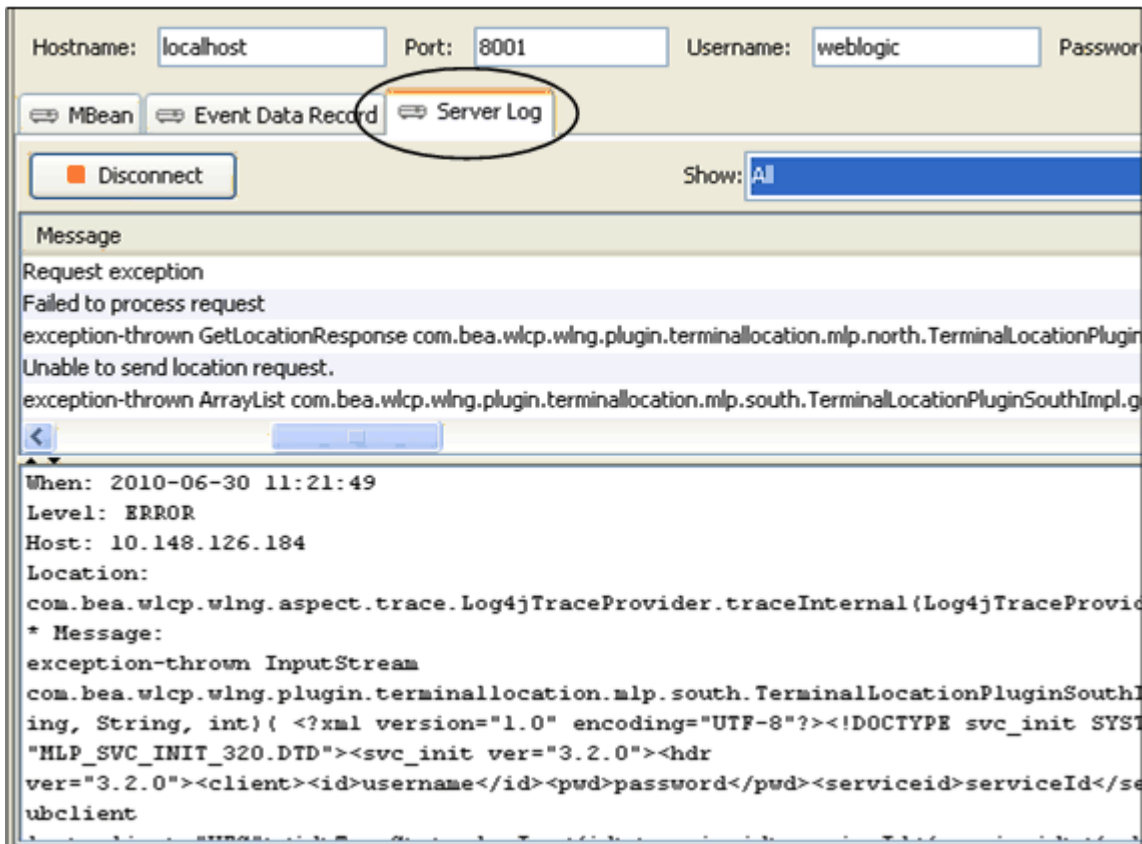 Hostname: localhost Port: 8001 Username: weblogic Passwor
MBean Event Data Record Server Log
Disconnect Show: All
Message
Request exception
Failed to process request
exception-thrown GetLocationResponse com.bea.wlcp.wlng.plugin.terminallocation.mlp.north.TerminalLocationPlugin
Unable to send location request.
exception-thrown ArrayList com.bea.wlcp.wlng.plugin.terminallocation.mlp.south.TerminalLocationPluginSouthImpl.g
When: 2010-06-30 11:21:49
Level: ERROR
Host: 10.148.126.184
Location:
com.bea.wlcp.wlng.aspect.trace.Log4jTraceProvider.traceInternal(Log4jTraceProvid
* Message:
exception-thrown InputStream
com.bea.wlcp.wlng.plugin.terminallocation.mlp.south.TerminalLocationPluginSouthI
ing, String, int)( <?xml version="1.0" encoding="UTF-8"?><!DOCTYPE svc_init SYST
"MLP_SVC_INIT_320.DTD"><svc_init ver="3.2.0"><hdr
ver="3.2.0"><client><id>username</id><pwd>password</pwd><serviceid>serviceId</se
ubclient